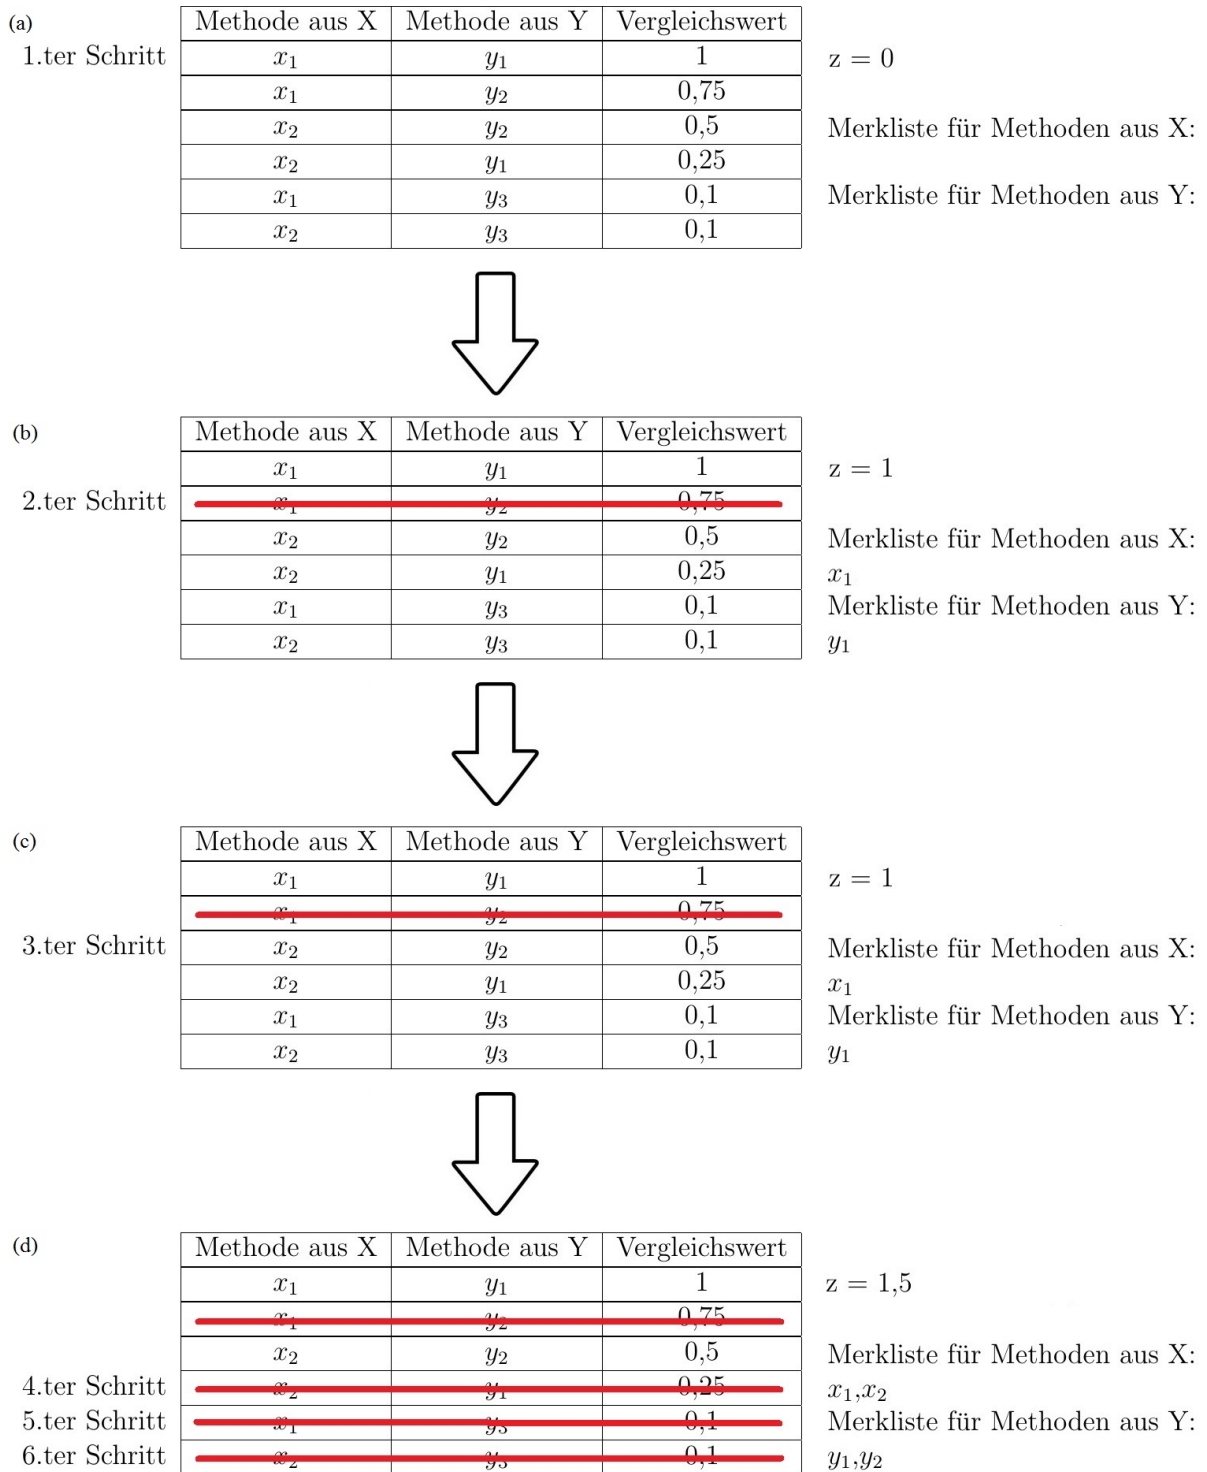 (a)
Methode aus X Methode aus Y Vergleichswert
1.ter Schritt x₁ y₁ 1 z = 0
x₁ y₂ 0,75
x₂ y₂ 0,5 Merkliste für Methoden aus X:
x₂ y₁ 0,25
x₁ y₃ 0,1 Merkliste für Methoden aus Y:
x₂ y₃ 0,1
(b)
Methode aus X Methode aus Y Vergleichswert
x₁ y₁ 1 z = 1
2.ter Schritt x₁ y₂ 0,75
x₂ y₂ 0,5 Merkliste für Methoden aus X:
x₂ y₁ 0,25 x₁
x₁ y₃ 0,1 Merkliste für Methoden aus Y:
x₂ y₃ 0,1 y₁
(c)
Methode aus X Methode aus Y Vergleichswert
x₁ y₁ 1 z = 1
x₁ y₂ 0,75
3.ter Schritt x₂ y₂ 0,5 Merkliste für Methoden aus X:
x₂ y₁ 0,25 x₁
x₁ y₃ 0,1 Merkliste für Methoden aus Y:
x₂ y₃ 0,1 y₁
(d)
Methode aus X Methode aus Y Vergleichswert
x₁ y₁ 1 z = 1,5
x₁ y₂ 0,75
x₂ y₂ 0,5 Merkliste für Methoden aus X:
4.ter Schritt x₂ y₁ 0,25 x₁,x₂
5.ter Schritt x₁ y₃ 0,1 Merkliste für Methoden aus Y:
6.ter Schritt x₂ y₃ 0,1 y₁,y₂